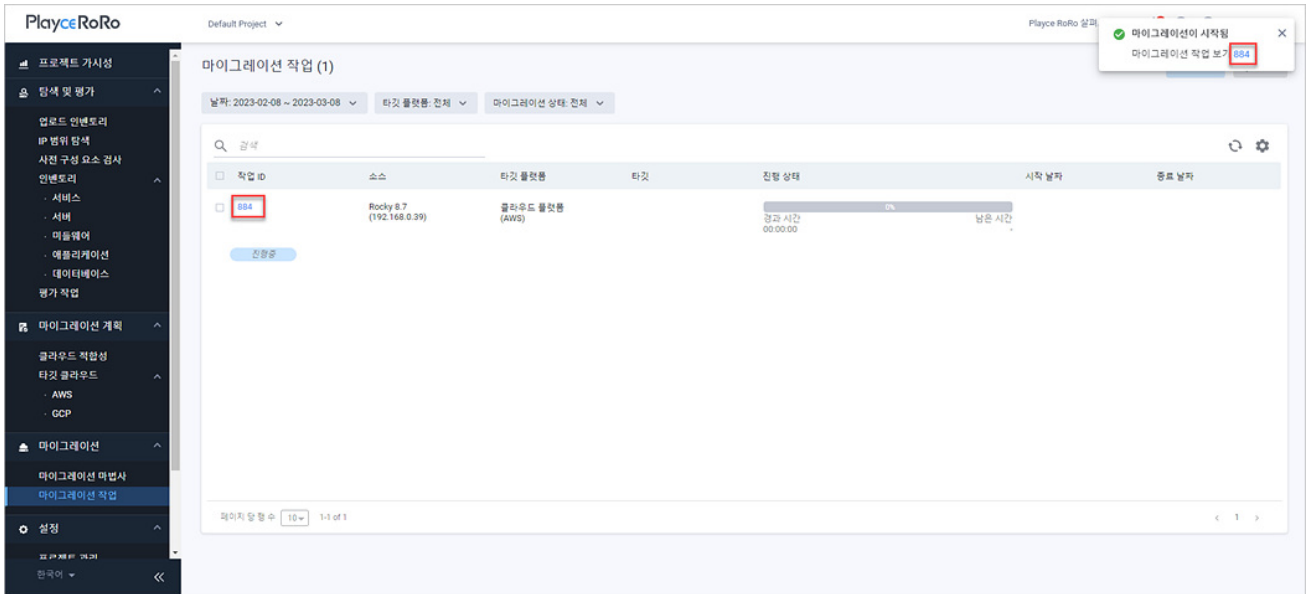 PlayceRoRo
Default Project
Playce RoRo 살펴
마이그레이션이 시작됨
마이그레이션 작업 보기 884
프로젝트 가시성
탐색 및 평가
업로드 인벤토리
IP 범위 탐색
사전 구성 요소 검사
인벤토리
· 서비스
· 서버
· 미들웨어
· 애플리케이션
· 데이터베이스
평가 작업
마이그레이션 계획
클라우드 적합성
타깃 클라우드
· AWS
· GCP
마이그레이션
마이그레이션 마법사
마이그레이션 작업
설정
프로젝트 관리
한국어
마이그레이션 작업 (1)
날짜: 2023-02-08 ~ 2023-03-08 타깃 플랫폼: 전체 마이그레이션 상태: 전체
검색
작업 ID 소스 타깃 플랫폼 타깃 진행 상태 시작 날짜 종료 날짜
884 Rocky 8.7 클라우드 플랫폼 0%
(192.168.0.39) (AWS) 경과 시간 남은 시간
00:00:00 -
진행중
페이지 당 행 수 10 1-1 of 1 < 1 >